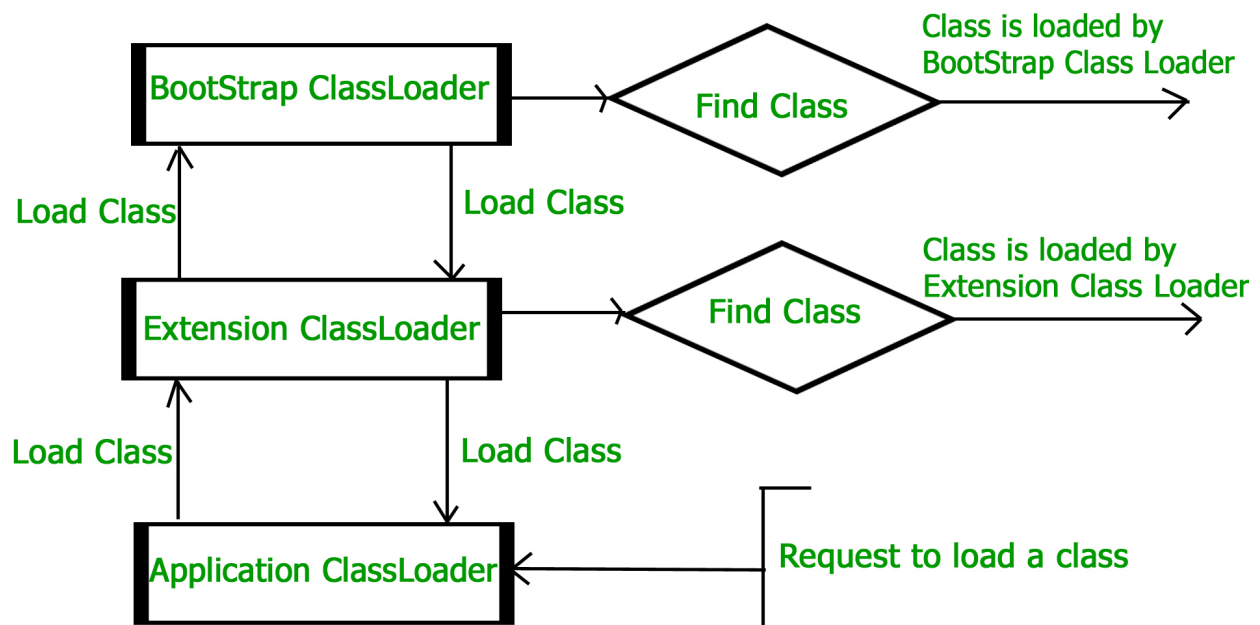 BootStrap ClassLoader
Find Class
Class is loaded by
BootStrap Class Loader
Load Class
Load Class
Extension ClassLoader
Find Class
Class is loaded by
Extension Class Loader
Load Class
Load Class
Application ClassLoader
Request to load a class